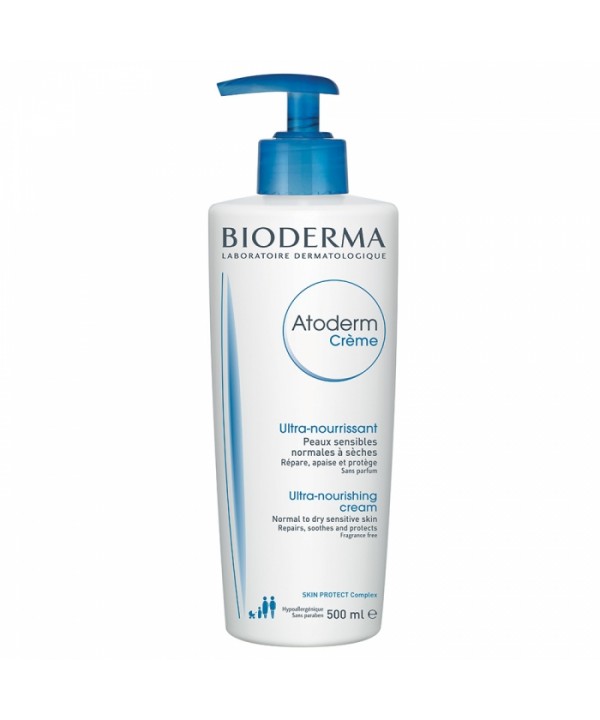 BIODERMA
LABORATOIRE DERMATOLOGIQUE
Atoderm
Crème
Ultra-nourrissant
Peaux sensibles
normales à sèches
Répare, apaise et protège
Sans parfum
Ultra-nourishing
cream
Normal to dry sensitive skin
Repairs, soothes and protects
Fragrance free
SKIN PROTECT Complex
Hypoallergénique
Sans paraben
500 ml ℮